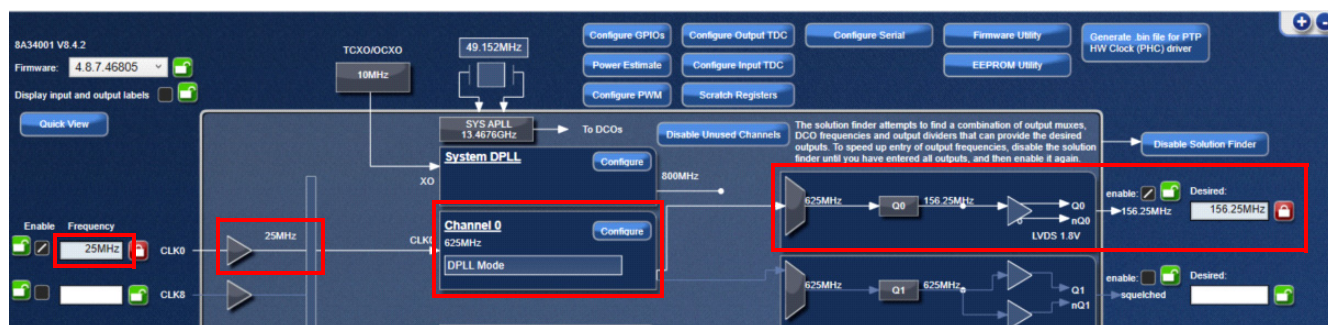 8A34001 V8.4.2
Firmware: 4.8.7.46805
Display input and output labels
Quick View
TCXO/OCXO
10MHz
49.152MHz
SYS APLL
13.4676GHz
To DCOs
Configure GPIOs
Configure Output TDC
Configure Serial
Firmware Utility
Generate .bin file for PTP
HW Clock (PHC) driver
Power Estimate
Configure Input TDC
EEPROM Utility
Configure PWM
Scratch Registers
Disable Unused Channels
The solution finder attempts to find a combination of output muxes,
DCO frequencies and output dividers that can provide the desired
outputs. To speed up entry of output frequencies, disable the solution
finder until you have entered all outputs, and then enable it again.
Disable Solution Finder
System DPLL
Configure
XO
800MHz
Enable Frequency
25MHz CLK0
25MHz
CLK8
Channel 0
Configure
625MHz
DPLL Mode
625MHz
Q0
156.25MHz
Q0
nQ0
LVDS 1.8V
enable: Desired:
156.25MHz
156.25MHz
625MHz
Q1
625MHz
Q1
nQ1
enable: Desired:
squelched